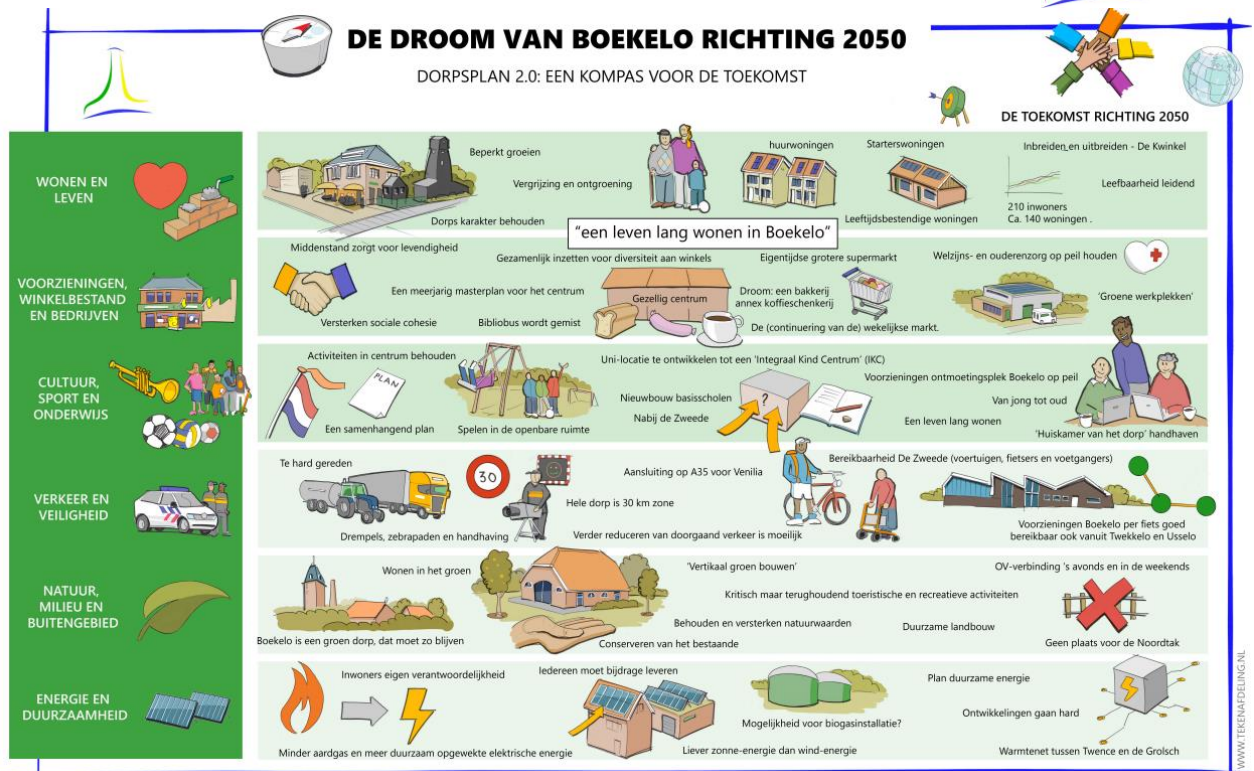 DE DROOM VAN BOEKELO RICHTING 2050
DORPSPLAN 2.0: EEN KOMPAS VOOR DE TOEKOMST
DE TOEKOMST RICHTING 2050
WONEN EN
LEVEN
Beperkt groeien
Vergrijzing en ontgroening
Dorps karakter behouden
huurwoningen
Starterswoningen
Leeftijdsbestendige woningen
Inbreiden en uitbreiden - De Kwinkel
Leefbaarheid leidend
210 inwoners
Ca. 140 woningen .
"een leven lang wonen in Boekelo"
VOORZIENINGEN,
WINKELBESTAND
EN BEDRIJVEN
Middenstand zorgt voor levendigheid
Gezamenlijk inzetten voor diversiteit aan winkels
Eigentijdse grotere supermarkt
Welzijns- en ouderenzorg op peil houden
Een meerjarig masterplan voor het centrum
Gezellig centrum
Droom: een bakkerij
annex koffieschenkerij
'Groene werkplekken'
Versterken sociale cohesie
Bibliobus wordt gemist
De (continuering van de) wekelijkse markt.
CULTUUR,
SPORT EN
ONDERWIJS
Activiteiten in centrum behouden
PLAN
Een samenhangend plan
Spelen in de openbare ruimte
Uni-locatie te ontwikkelen tot een 'Integraal Kind Centrum' (IKC)
Nieuwbouw basisscholen
Nabij de Zweede
?
Voorzieningen ontmoetingsplek Boekelo op peil
Van jong tot oud
Een leven lang wonen
'Huiskamer van het dorp' handhaven
VERKEER EN
VEILIGHEID
Te hard gereden
30
Aansluiting op A35 voor Venilia
Bereikbaarheid De Zweede (voertuigen, fietsers en voetgangers)
Hele dorp is 30 km zone
Drempels, zebrapaden en handhaving
Verder reduceren van doorgaand verkeer is moeilijk
Voorzieningen Boekelo per fiets goed
bereikbaar ook vanuit Twekkelo en Usselo
NATUUR,
MILIEU EN
BUITENGEBIED
Wonen in het groen
'Vertikaal groen bouwen'
OV-verbinding 's avonds en in de weekends
Kritisch maar terughoudend toeristische en recreatieve activiteiten
Behouden en versterken natuurwaarden
Duurzame landbouw
Boekelo is een groen dorp, dat moet zo blijven
Conserveren van het bestaande
Geen plaats voor de Noordtak
ENERGIE EN
DUURZAAMHEID
Inwoners eigen verantwoordelijkheid
Iedereen moet bijdrage leveren
Plan duurzame energie
Mogelijkheid voor biogasinstallatie?
Ontwikkelingen gaan hard
Minder aardgas en meer duurzaam opgewekte elektrische energie
Liever zonne-energie dan wind-energie
Warmtenet tussen Twence en de Grolsch
WWW.TEKENAFDELING.NL